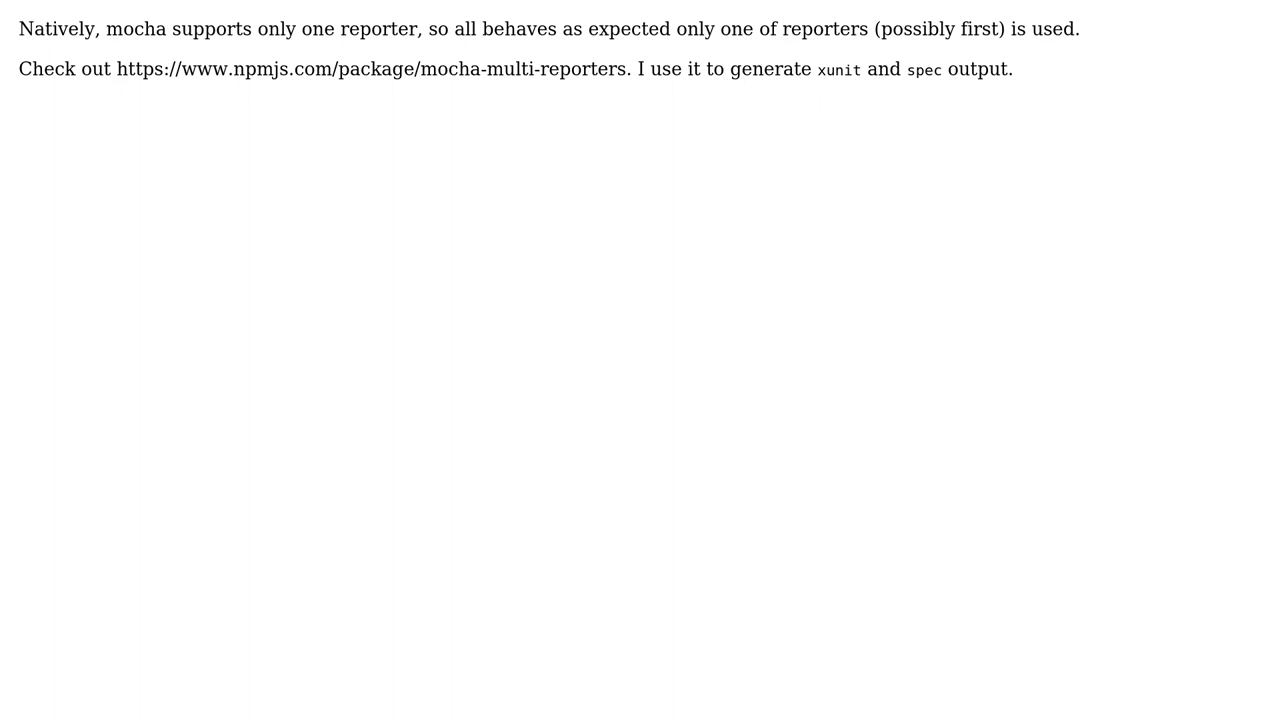 Natively, mocha supports only one reporter, so all behaves as expected only one of reporters (possibly first) is used.
Check out https://www.npmjs.com/package/mocha-multi-reporters. I use it to generate xunit and spec output.